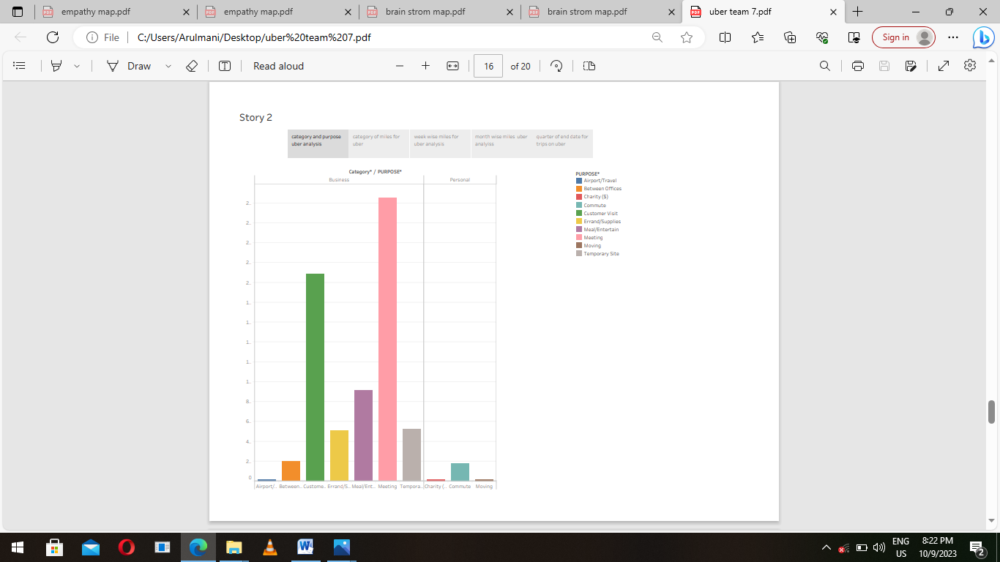 empathy map.pdf
empathy map.pdf
brain strom map.pdf
brain strom map.pdf
uber team 7.pdf
File
C:/Users/Arulmani/Desktop/uber%20team%207.pdf
Sign in
Draw
Read aloud
16
of 20
Story 2
category and purpose
uber analysis
category of miles for
uber
week wise miles for
uber analysis
month wise miles uber
analyiss
quarter of end date for
trips on uber
Category* / PURPOSE*
Business
Personal
2..
2..
2..
2..
2..
1..
1..
1..
1..
1..
8..
6..
4..
2..
0
Airport/..
Between..
Custome..
Errand/S..
Meal/Ent..
Meeting
Tempora..
Charity (..
Commute
Moving
PURPOSE*
Airport/Travel
Between Offices
Charity ($)
Commute
Customer Visit
Errand/Supplies
Meal/Entertain
Meeting
Moving
Temporary Site
ENG
US
8:22 PM
10/9/2023
2